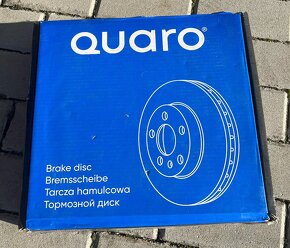 QUARO®
Brake disc
Bremsscheibe
Tarcza hamulcowa
Тормозной диск